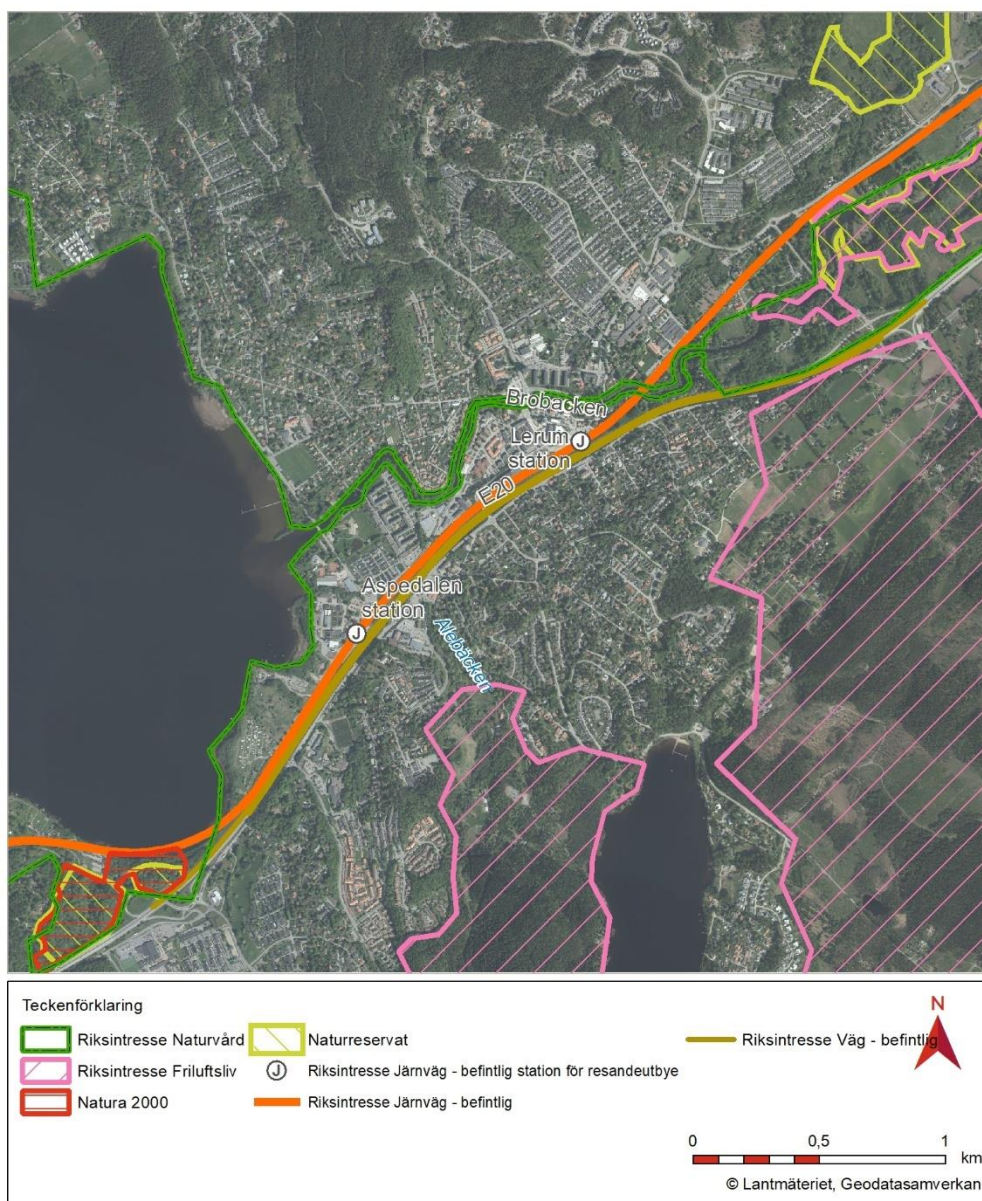 Brobäcken
Lerum
station
J
E20
Aspedalen
station
J
Alebäcken
Teckenförklaring
Riksintresse Naturvård
Riksintresse Friluftsliv
Natura 2000
Naturreservat
J
Riksintresse Järnväg - befintlig station för resandeutbye
Riksintresse Järnväg - befintlig
Riksintresse Väg - befintlig
N
0
0,5
1
km
© Lantmäteriet, Geodatasamverkan